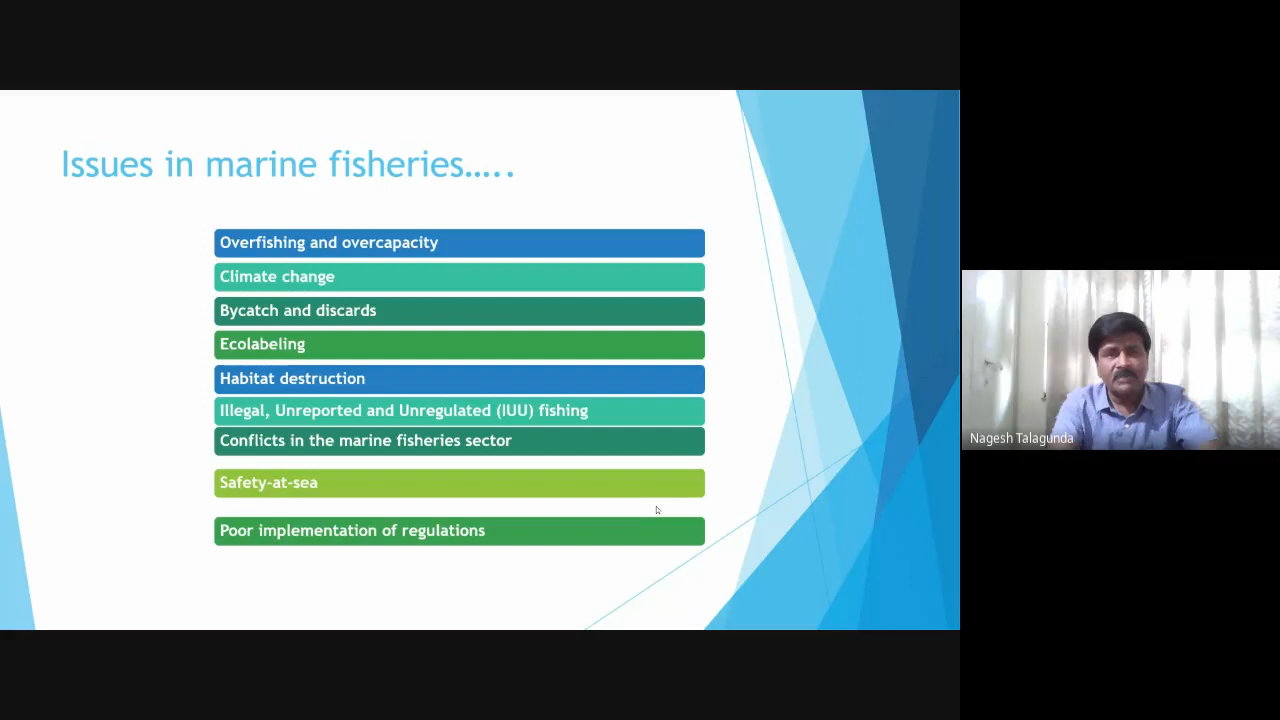 Issues in marine fisheries.....
Overfishing and overcapacity
Climate change
Bycatch and discards
Ecolabeling
Habitat destruction
Illegal, Unreported and Unregulated (IUU) fishing
Conflicts in the marine fisheries sector
Safety-at-sea
Poor implementation of regulations
Nagesh Talagunda